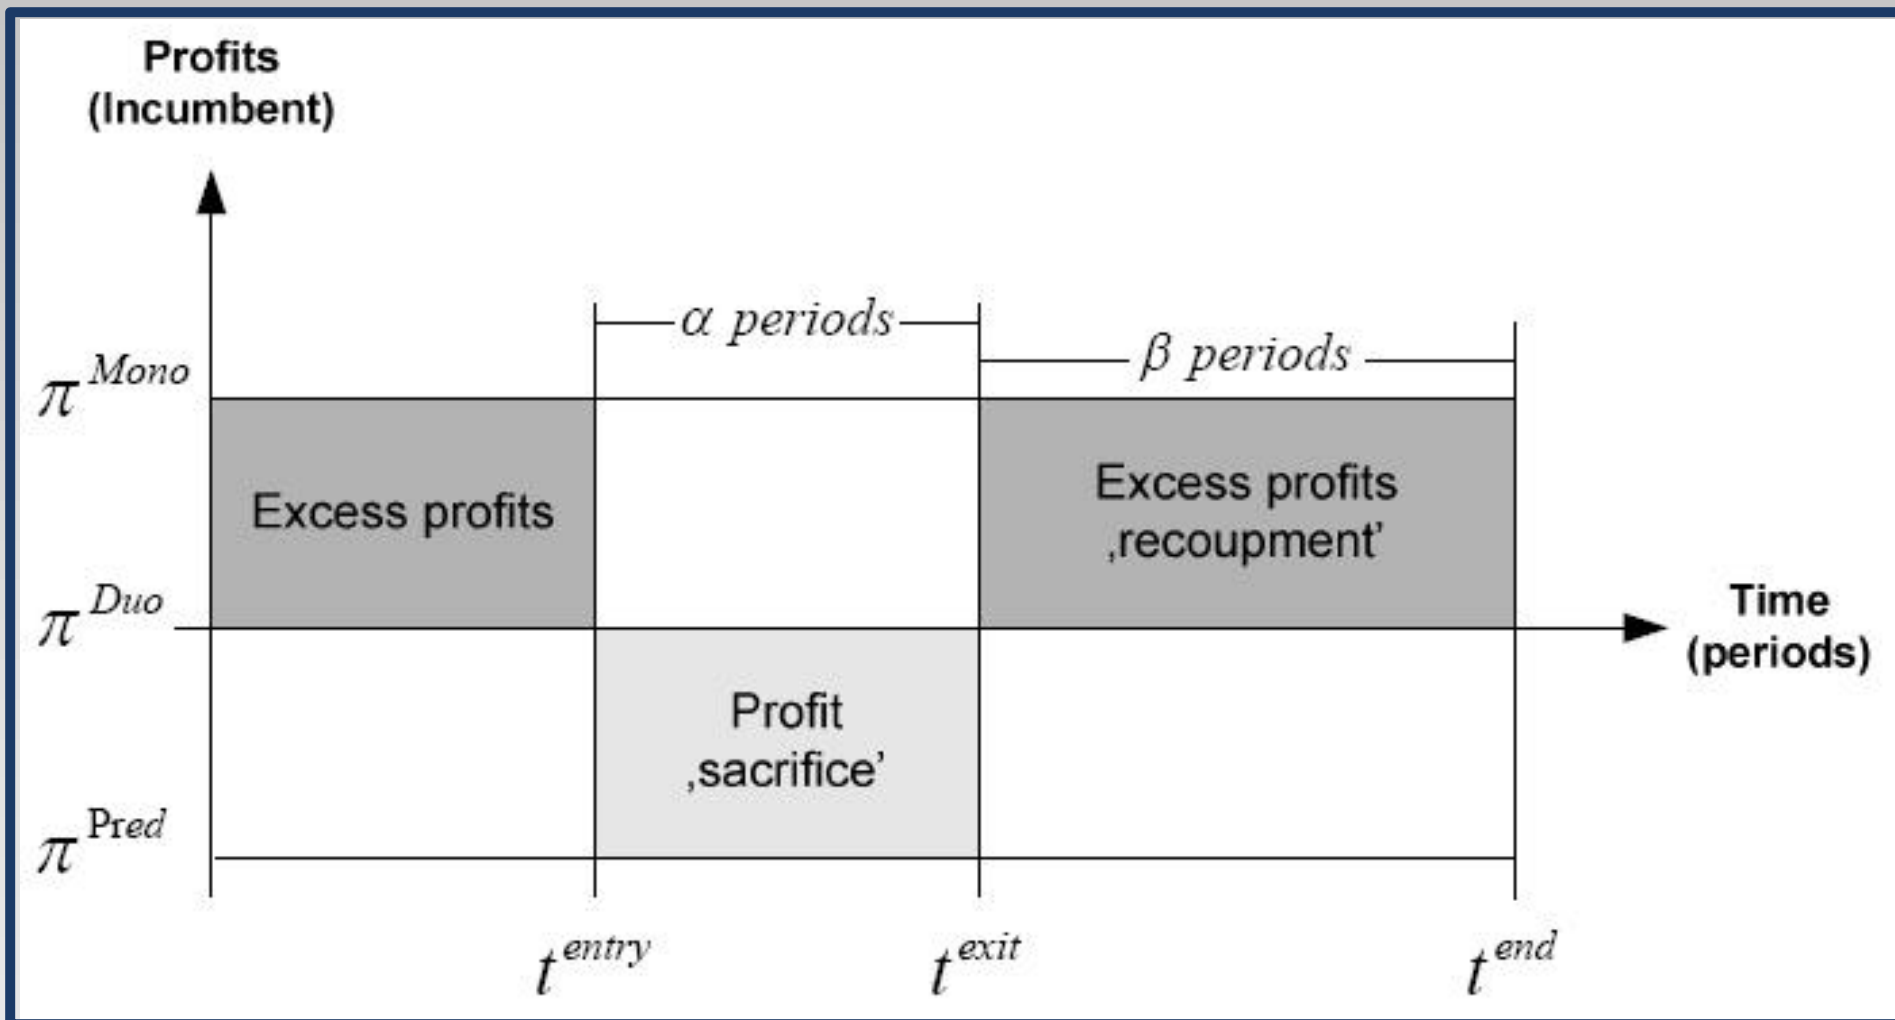 Profits
(Incumbent)
α periods
β periods
π^Mono
Excess profits
Excess profits
‚recoupment’
π^Duo
Time
(periods)
Profit
‚sacrifice’
π^Pred
t^entry
t^exit
t^end